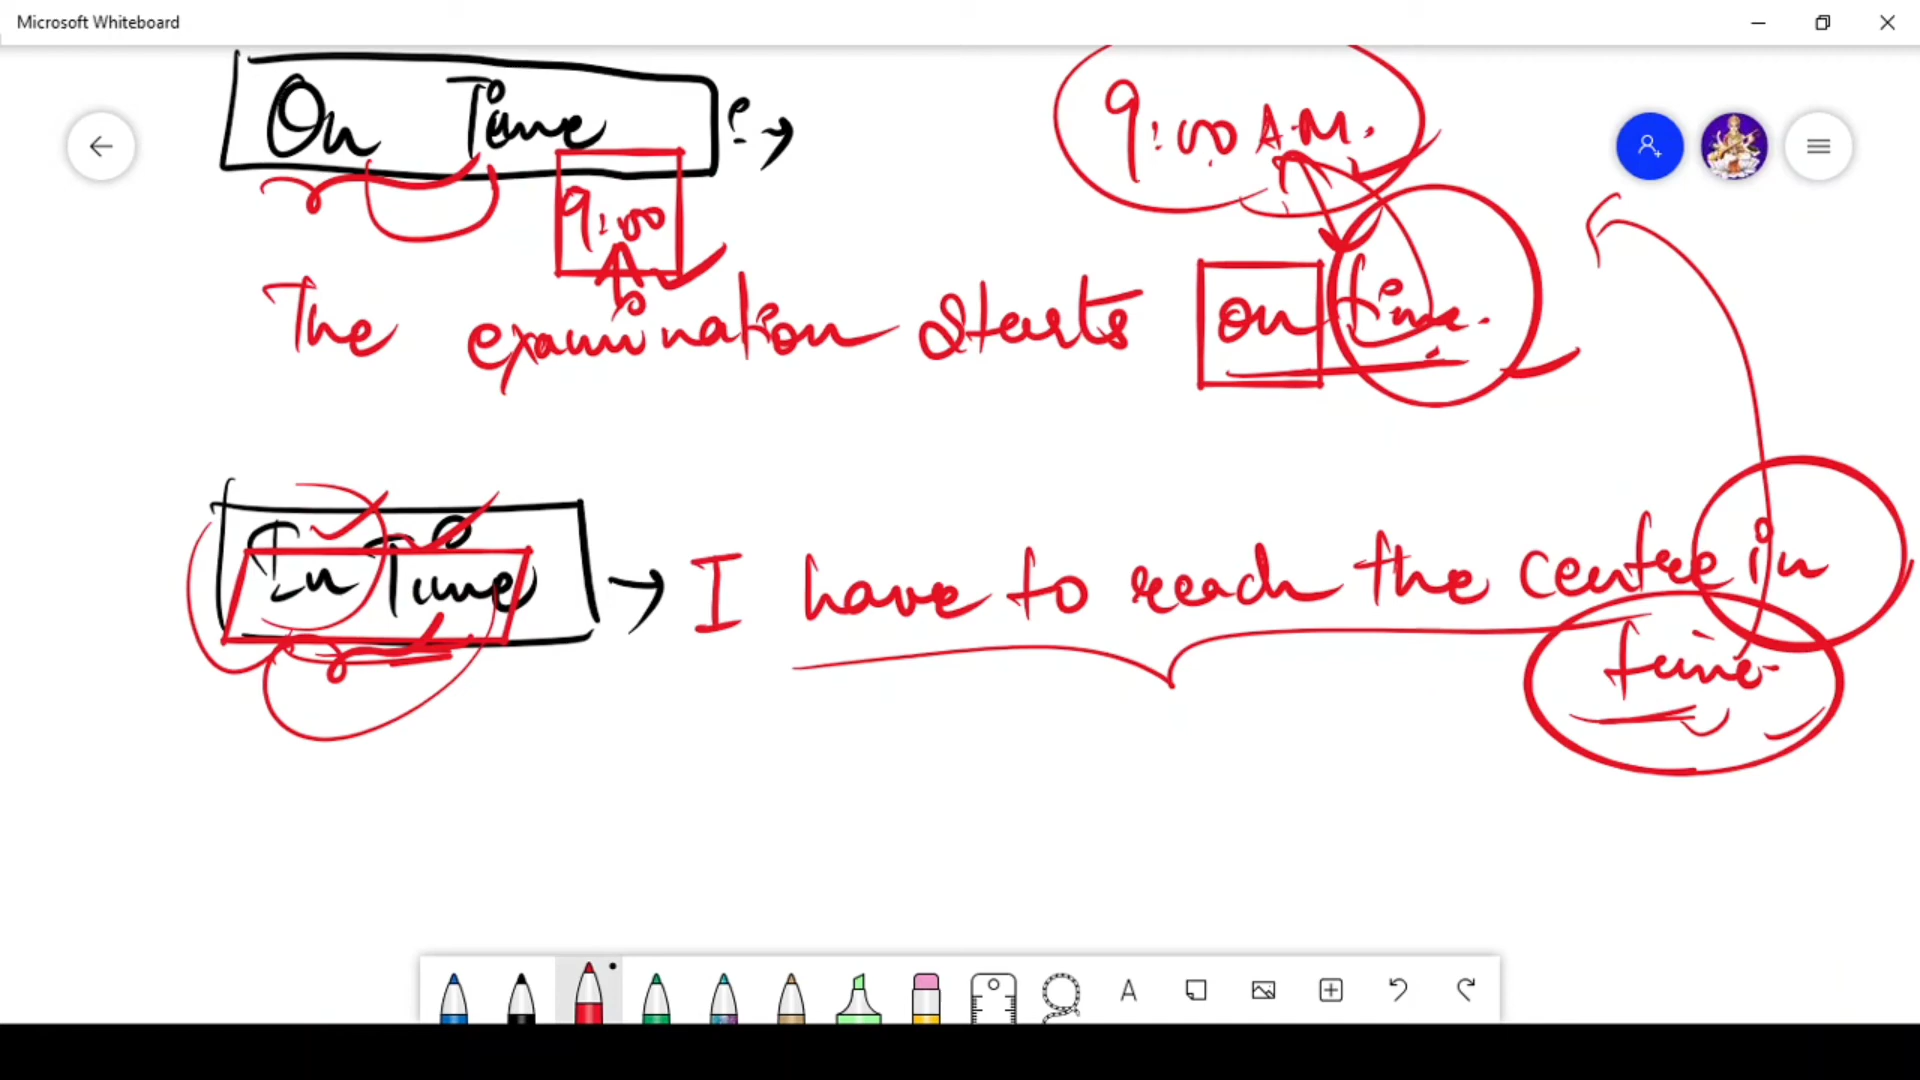 Microsoft Whiteboard
On Time :→
9:00 A.M.
9:00
The examination starts on time.
In Time → I have to reach the centre in
time.